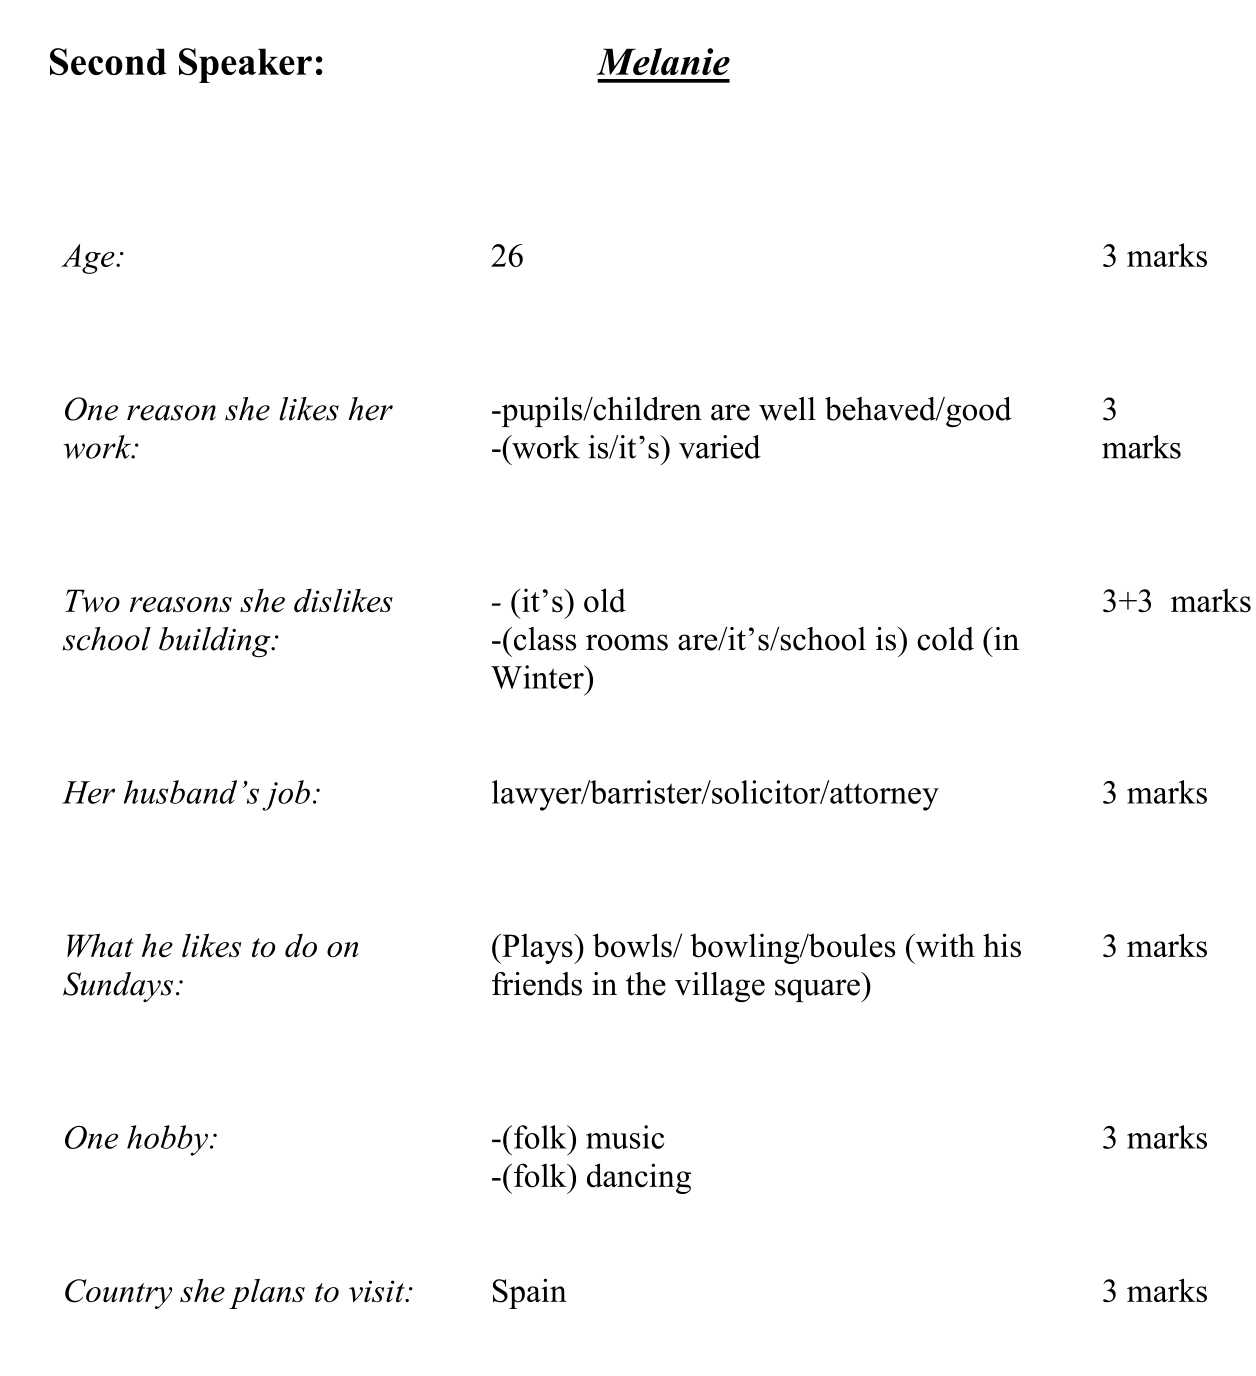 Second Speaker: Melanie
Age: 26 3 marks
One reason she likes her -pupils/children are well behaved/good 3
work: -(work is/it’s) varied marks
Two reasons she dislikes - (it’s) old 3+3 marks
school building: -(class rooms are/it’s/school is) cold (in
Winter)
Her husband’s job: lawyer/barrister/solicitor/attorney 3 marks
What he likes to do on (Plays) bowls/ bowling/boules (with his 3 marks
Sundays: friends in the village square)
One hobby: -(folk) music 3 marks
-(folk) dancing
Country she plans to visit: Spain 3 marks